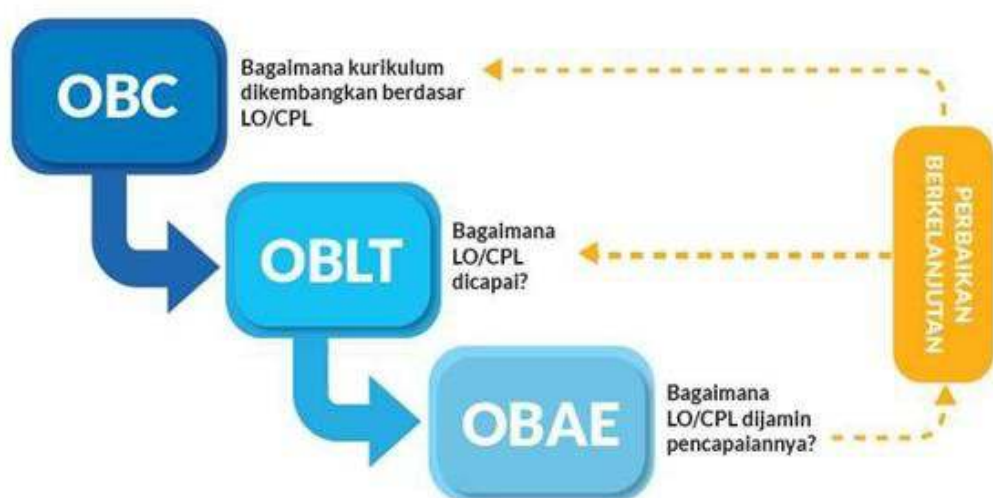 OBC
Bagaimana kurikulum
dikembangkan berdasar
LO/CPL
OBLT
Bagaimana
LO/CPL
dicapai?
OBAE
Bagaimana
LO/CPL dijamin
pencapaiannya?
PERBAIKAN
BERKELANJUTAN